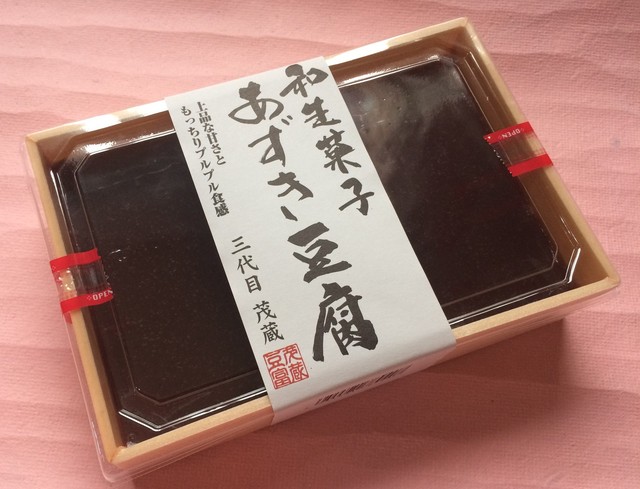 和生菓子
あずき豆腐
上品な甘さと
もっちりプルプル食感
三代目 茂蔵
茂蔵
豆富
OPEN
OPEN